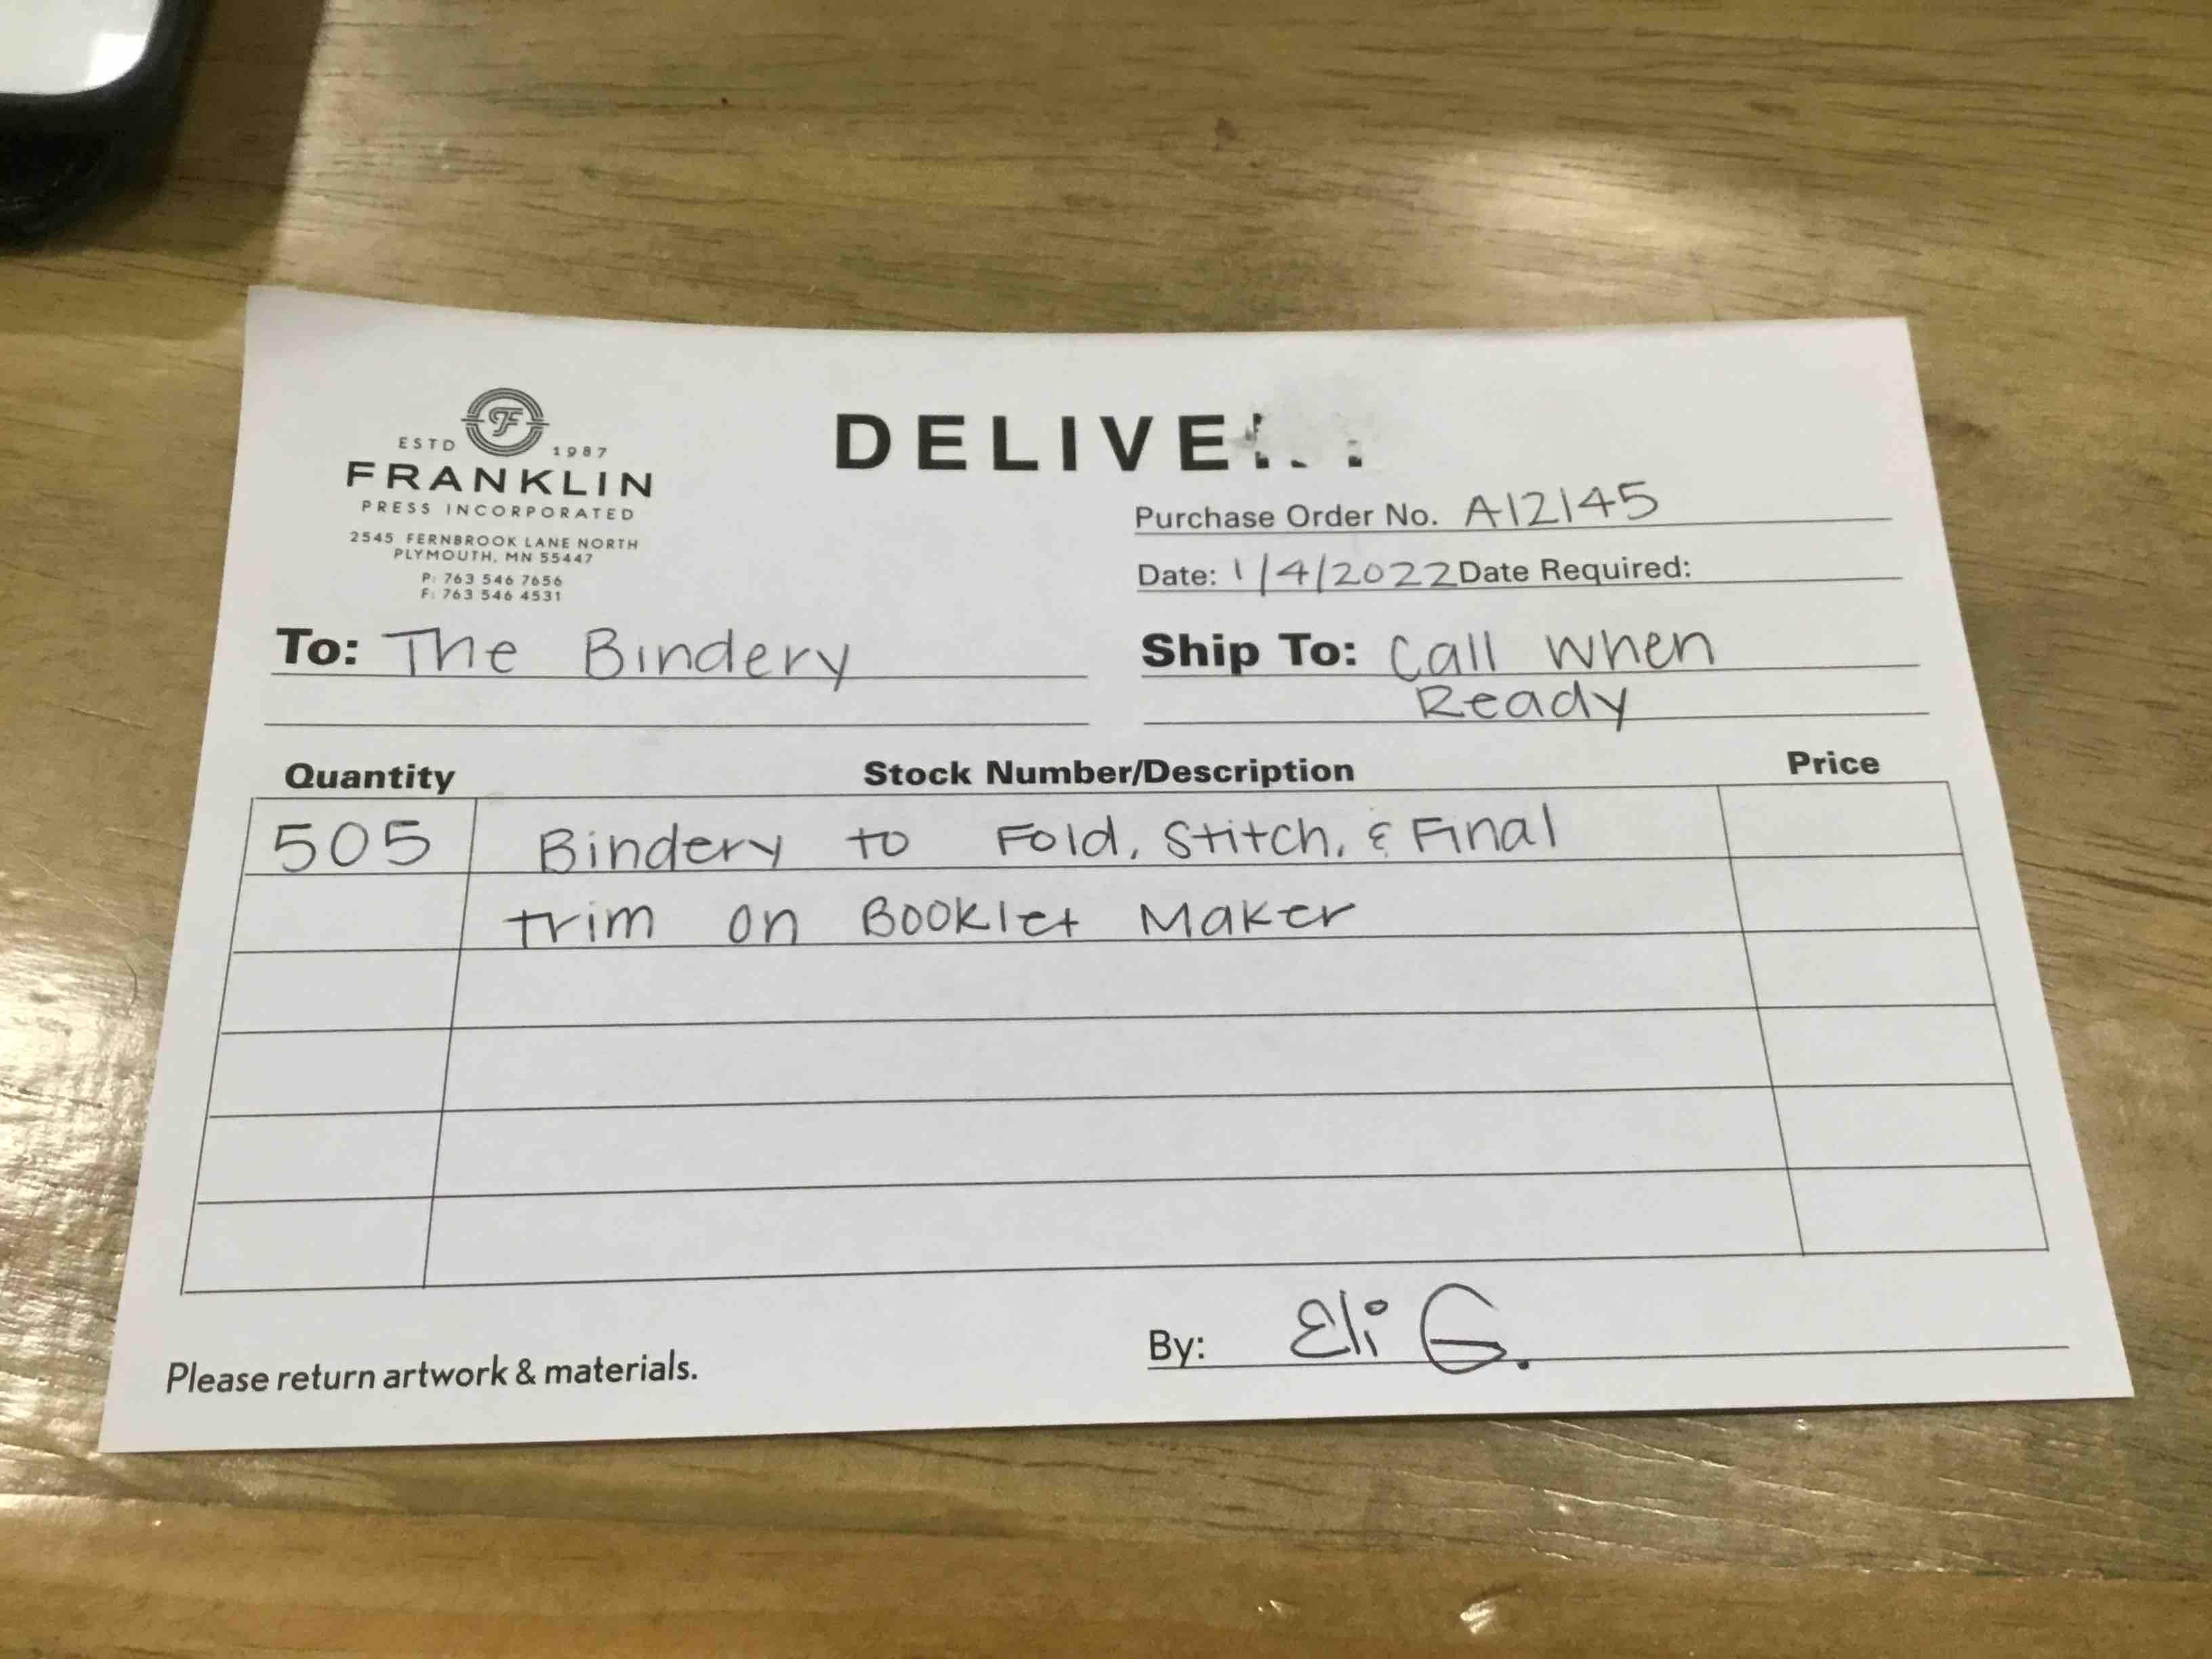 ESTD 1987
FRANKLIN
PRESS INCORPORATED
2545 FERNBROOK LANE NORTH
PLYMOUTH, MN 55447
P: 763 546 7656
F: 763 546 4531
Purchase Order No. A12145
Date: 1/4/2022 Date Required:
To: The Bindery
Ship To: Call when
Ready
Quantity Stock Number/Description Price
505 Bindery to Fold, Stitch, & Final
trim on Booklet Maker
Please return artwork & materials.
By: Eli G.